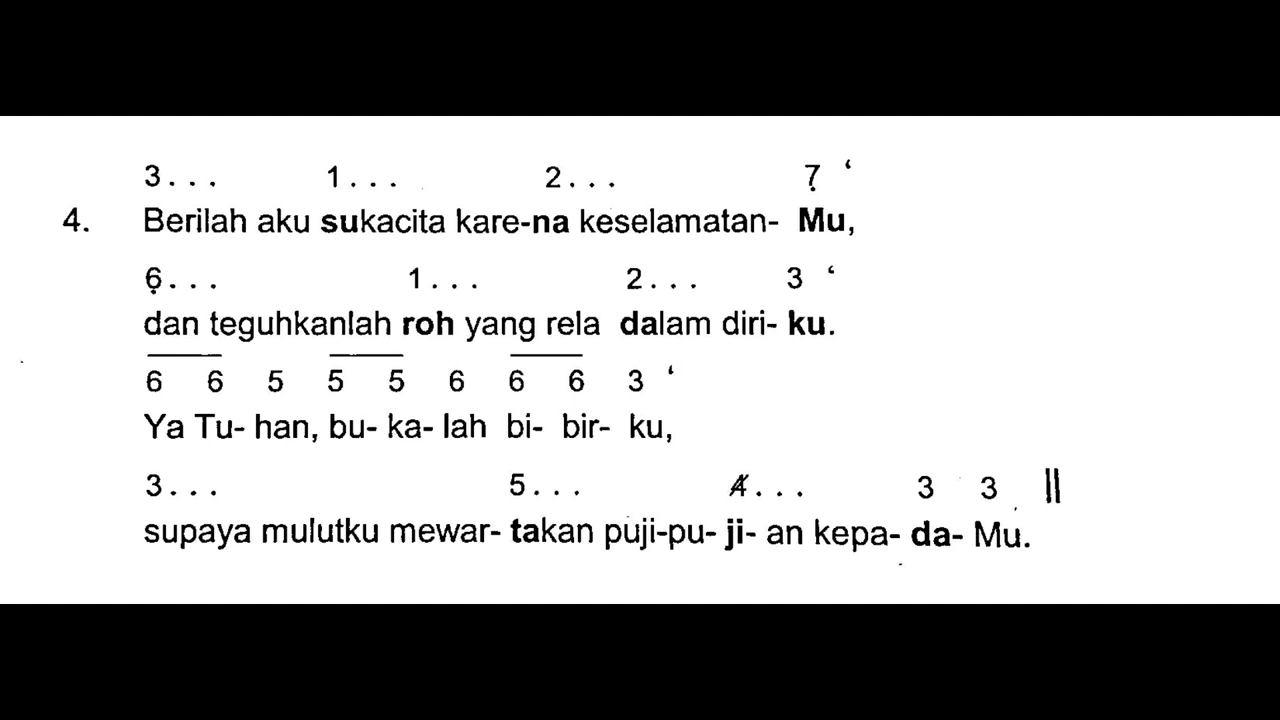 3... 1... 2... 7̣ ‘
4. Berilah aku sukacita kare-na keselamatan- Mu,
6̣... 1... 2... 3 ‘
dan teguhkanlah roh yang rela dalam diri- ku.
6 6 5 5 5 6 6 6 3 ‘
Ya Tu- han, bu- ka- lah bi- bir- ku,
3... 5... 4̸... 3 3 ||
supaya mulutku mewar- takan puji-pu- ji- an kepa- da- Mu.